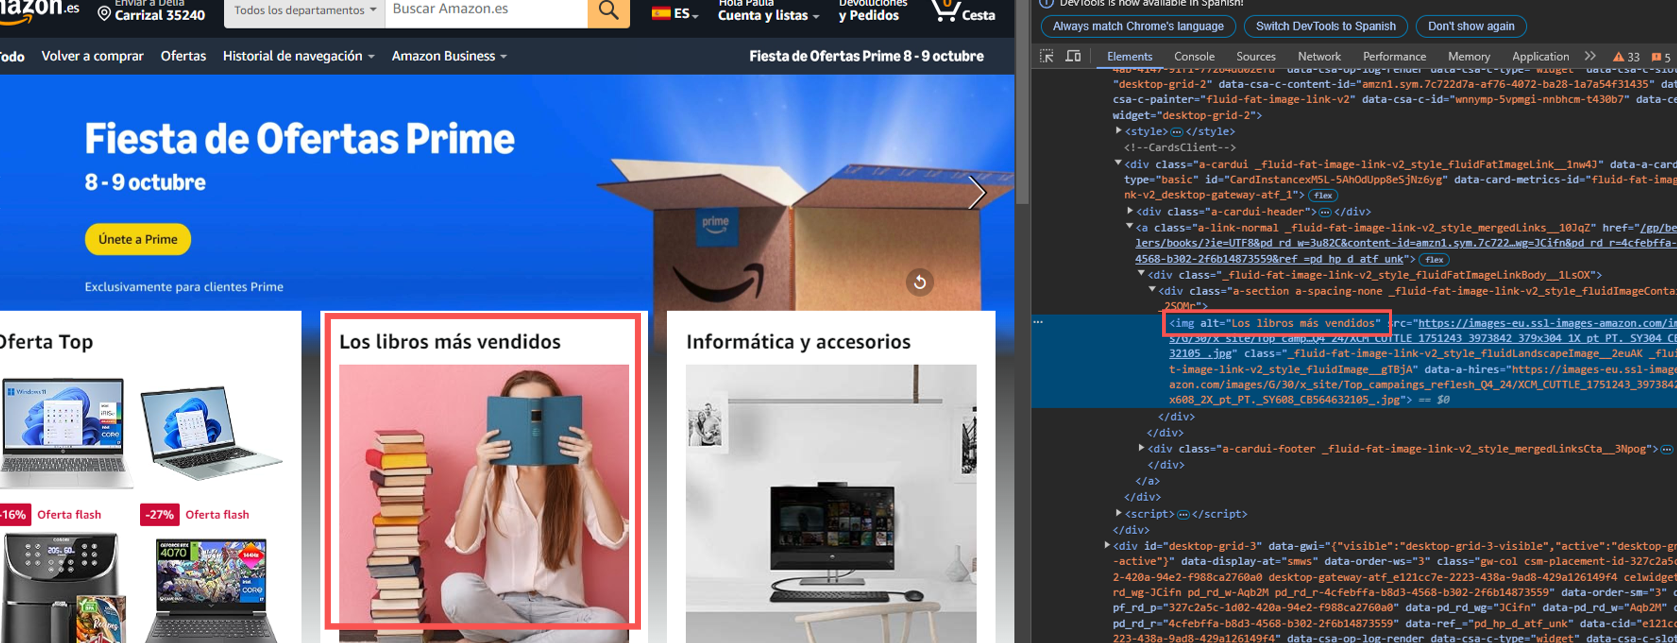 .es
Carrizal 35240
Todos los departamentos
Buscar Amazon.es
ES
Hola Paula
Cuenta y listas
Devoluciones
y Pedidos
0
Cesta
Todo
Volver a comprar
Ofertas
Historial de navegación
Amazon Business
Fiesta de Ofertas Prime 8 - 9 octubre
Fiesta de Ofertas Prime
8 - 9 octubre
Únete a Prime
Exclusivamente para clientes Prime
prime
Oferta Top
Windows 11
-16% Oferta flash
-27% Oferta flash
4070
144Hz
Los libros más vendidos
Informática y accesorios
DevTools is now available in Spanish!
Always match Chrome's language
Switch DevTools to Spanish
Don't show again
Elements
Console
Sources
Network
Performance
Memory
Application
33
5
"desktop-grid-2" data-csa-c-content-id="amzn1.sym.7c722d7a-af76-4072-ba28-1a7a54f31435" data-
csa-c-painter="fluid-fat-image-link-v2" data-csa-c-id="wnnymp-5vpmgi-nnbhcm-t430b7" data-ce
widget="desktop-grid-2">
<style>…</style>
<!--CardsClient-->
<div class="a-cardui _fluid-fat-image-link-v2_style_fluidFatImageLink__1nw4J" data-a-card-
type="basic" id="CardInstancexM5L-5AhOdUpp8eSjNz6yg" data-card-metrics-id="fluid-fat-imag
nk-v2_desktop-gateway-atf_1"> flex
<div class="a-cardui-header">…</div>
<a class="a-link-normal _fluid-fat-image-link-v2_style_mergedLinks__10JqZ" href="/gp/be
lers/books/?ie=UTF8&pd_rd_w=3u82C&content-id=amzn1.sym.7c722…wg=JCifn&pd_rd_r=4cfebffa-
4568-b302-2f6b14873559&ref_=pd_hp_d_atf_unk"> flex
<div class="_fluid-fat-image-link-v2_style_fluidFatImageLinkBody__1LsOX">
<div class="a-section a-spacing-none _fluid-fat-image-link-v2_style_fluidImageContai
_2SOMr">
<img alt="Los libros más vendidos" src="https://images-eu.ssl-images-amazon.com/im
s/G/30/x_site/Top_camp…Q4_24/XCM_CUTTLE_1751243_3973842_379x304_1X_pt_PT._SY304_CB
32105_.jpg" class="_fluid-fat-image-link-v2_style_fluidLandscapeImage__2euAK _flui
t-image-link-v2_style_fluidImage__gTBjA" data-a-hires="https://images-eu.ssl-image
azon.com/images/G/30/x_site/Top_campaings_reflesh_Q4_24/XCM_CUTTLE_1751243_3973842
x608_2X_pt_PT._SY608_CB564632105_.jpg"> == $0
</div>
</div>
<div class="a-cardui-footer _fluid-fat-image-link-v2_style_mergedLinksCta__3Npog">…
</div>
</a>
</div>
<script>…</script>
</div>
<div id="desktop-grid-3" data-gwi="{"visible":"desktop-grid-3-visible","active":"desktop-gr
-active"}" data-display-at="smws" data-order-ws="3" class="gw-col csm-placement-id-327c2a5c
2-420a-94e2-f988ca2760a0 desktop-gateway-atf_e121cc7e-2223-438a-9ad8-429a126149f4 celwidge
rd_wg-JCifn pd_rd_w-Aqb2M pd_rd_r-4cfebffa-b8d3-4568-b302-2f6b14873559" data-order-sm="3" d
pf_rd_p="327c2a5c-1d02-420a-94e2-f988ca2760a0" data-pd_rd_wg="JCifn" data-pd_rd_w="Aqb2M" d
pd_rd_r="4cfebffa-b8d3-4568-b302-2f6b14873559" data-ref_="pd_hp_d_atf_unk" data-cid="e121cc
223-438a-9ad8-429a126149f4" data-csa-op-log-render data-csa-c-type="widget" data-csa-c-slot